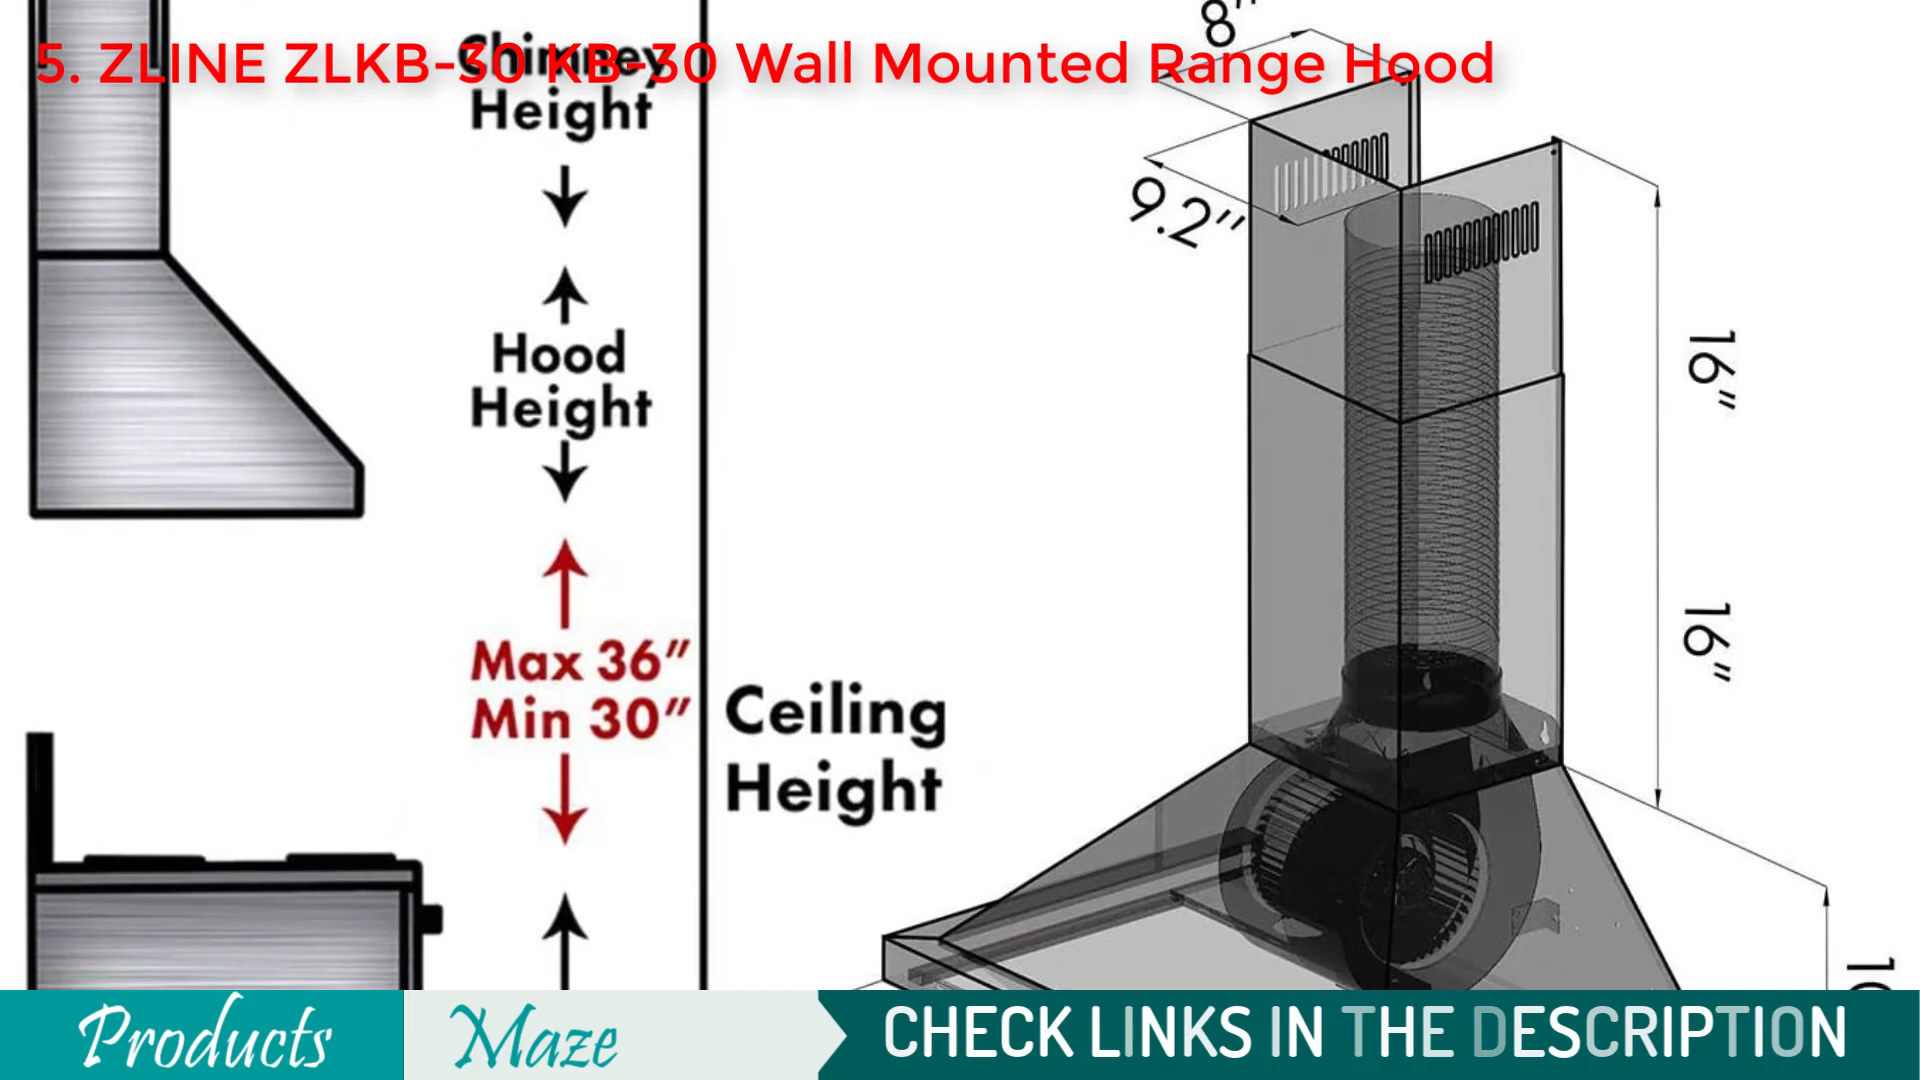 5. ZLINE ZLKB-30 KB-30 Wall Mounted Range Hood
Chimney
Height
Hood
Height
Max 36"
Min 30"
Ceiling
Height
8"
9.2"
16"
16"
Products Maze
CHECK LINKS IN THE DESCRIPTION